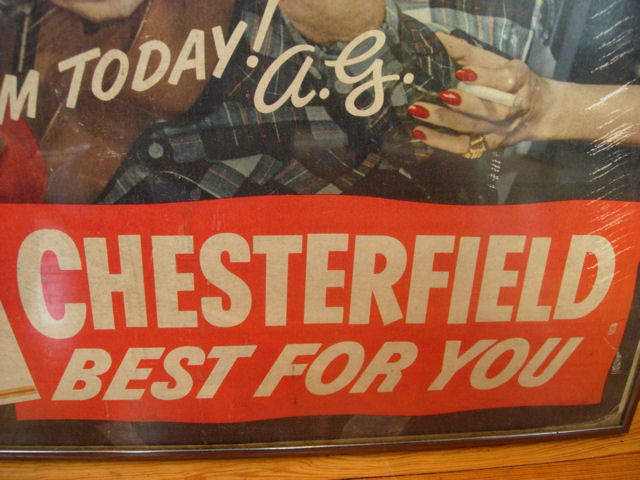 M TODAY! A.G.
CHESTERFIELD
BEST FOR YOU